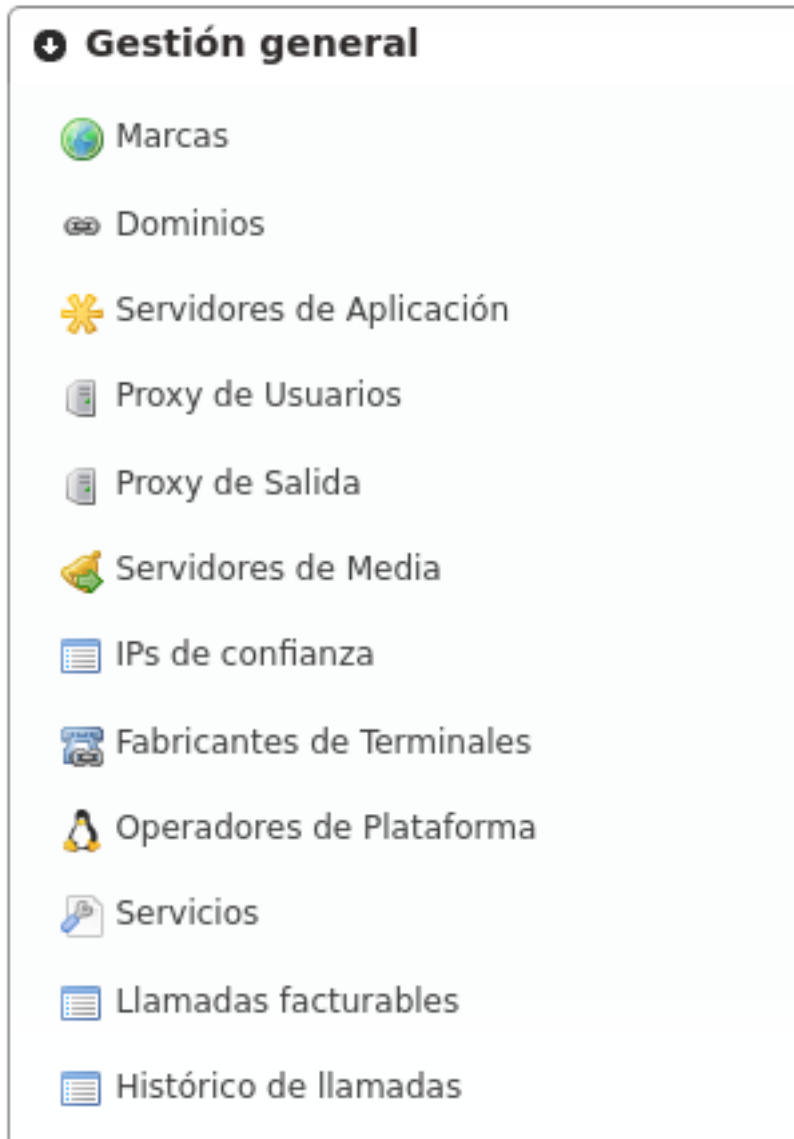 Gestión general
Marcas
Dominios
Servidores de Aplicación
Proxy de Usuarios
Proxy de Salida
Servidores de Media
IPs de confianza
Fabricantes de Terminales
Operadores de Plataforma
Servicios
Llamadas facturables
Histórico de llamadas